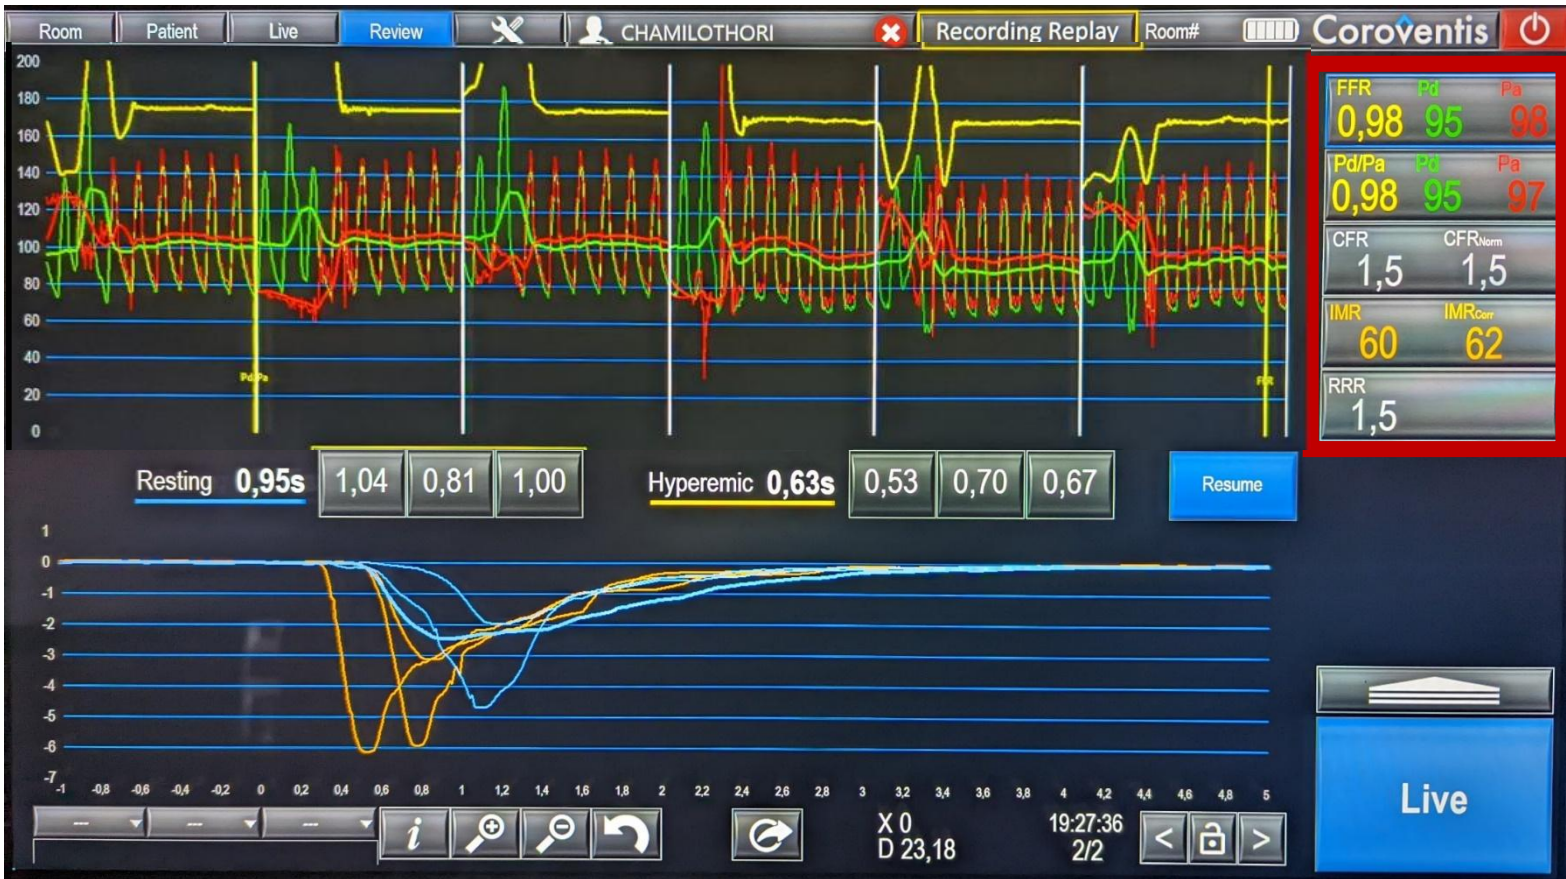 Room Patient Live Review CHAMILOTHORI Recording Replay Room# Coroventis
200
180
160
140
120
100
80
60
40
20
0
Pd/Pa
FFR
FFR Pd Pa
0,98 95 98
Pd/Pa Pd Pa
0,98 95 97
CFR CFRNorm
1,5 1,5
IMR IMRCorr
60 62
RRR
1,5
Resting 0,95s 1,04 0,81 1,00 Hyperemic 0,63s 0,53 0,70 0,67 Resume
1
0
-1
-2
-3
-4
-5
-6
-7
-1 -0,8 -0,6 -0,4 -0,2 0 0,2 0,4 0,6 0,8 1 1,2 1,4 1,6 1,8 2 2,2 2,4 2,6 2,8 3 3,2 3,4 3,6 3,8 4 4,2 4,4 4,6 4,8 5
--- --- --- i X 0 19:27:36 < >
D 23,18 2/2
Live